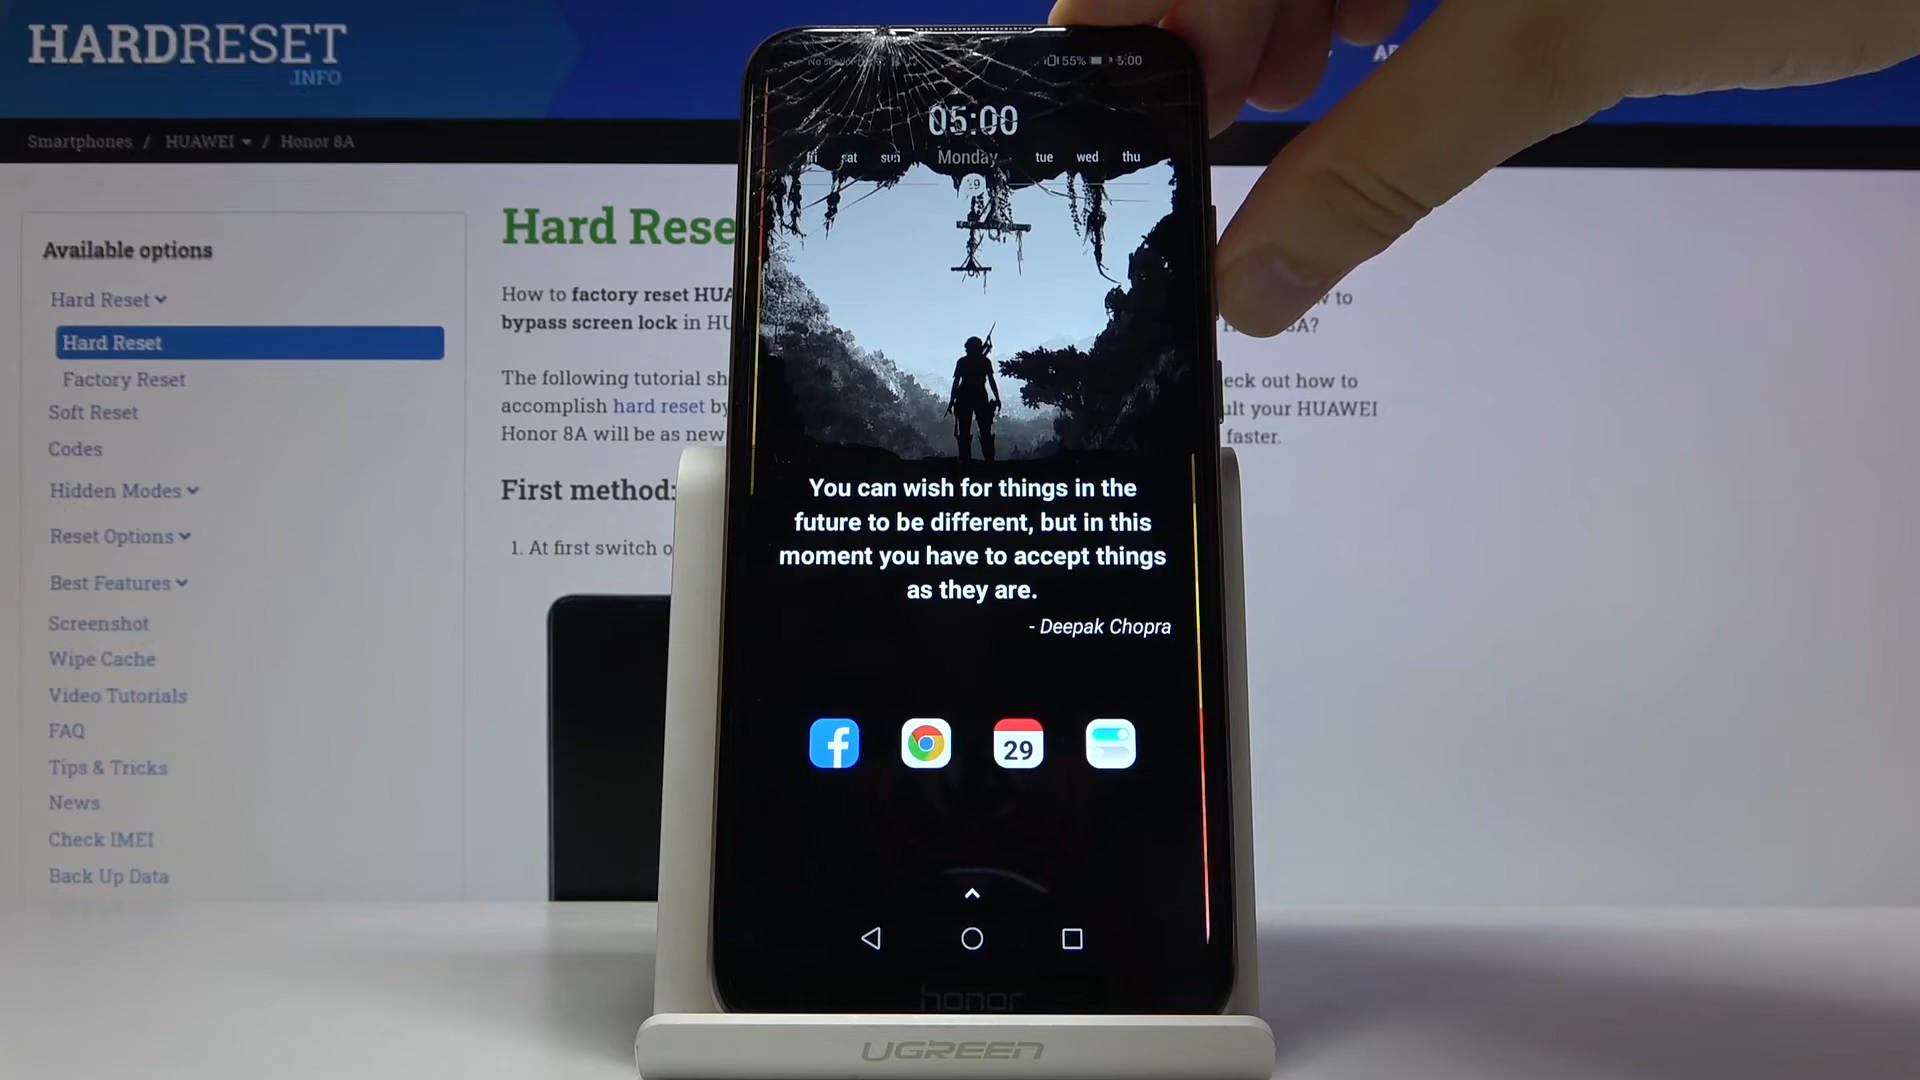 HARDRESET
.INFO
Smartphones / HUAWEI / Honor 8A
Available options
Hard Reset
Hard Reset
Factory Reset
Soft Reset
Codes
Hidden Modes
Reset Options
Best Features
Screenshot
Wipe Cache
Video Tutorials
FAQ
Tips & Tricks
News
Check IMEI
Back Up Data
Hard Rese
How to factory reset HUA
bypass screen lock in HU
The following tutorial sh
accomplish hard reset by
Honor 8A will be as new
First method:
1. At first switch o
to
8A?
eck out how to
ult your HUAWEI
faster.
55% 5:00
05:00
fri sat sun Monday tue wed thu
29
You can wish for things in the
future to be different, but in this
moment you have to accept things
as they are.
- Deepak Chopra
29
honor
UGREEN